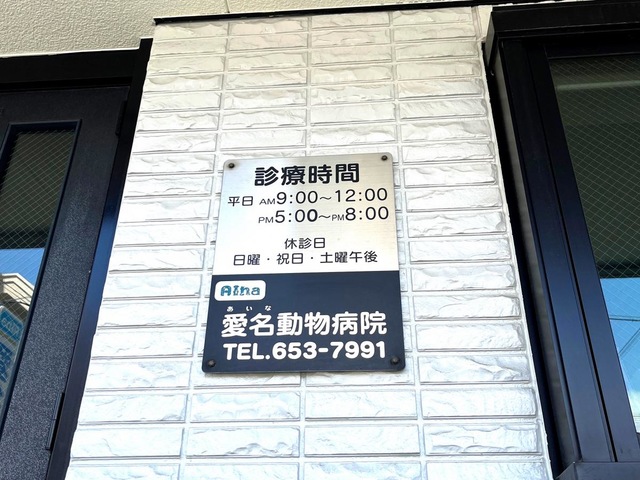 診療時間
平日 AM9:00～12:00
PM5:00～PM8:00
休診日
日曜・祝日・土曜午後
Aina
あいな
愛名動物病院
TEL.653-7991